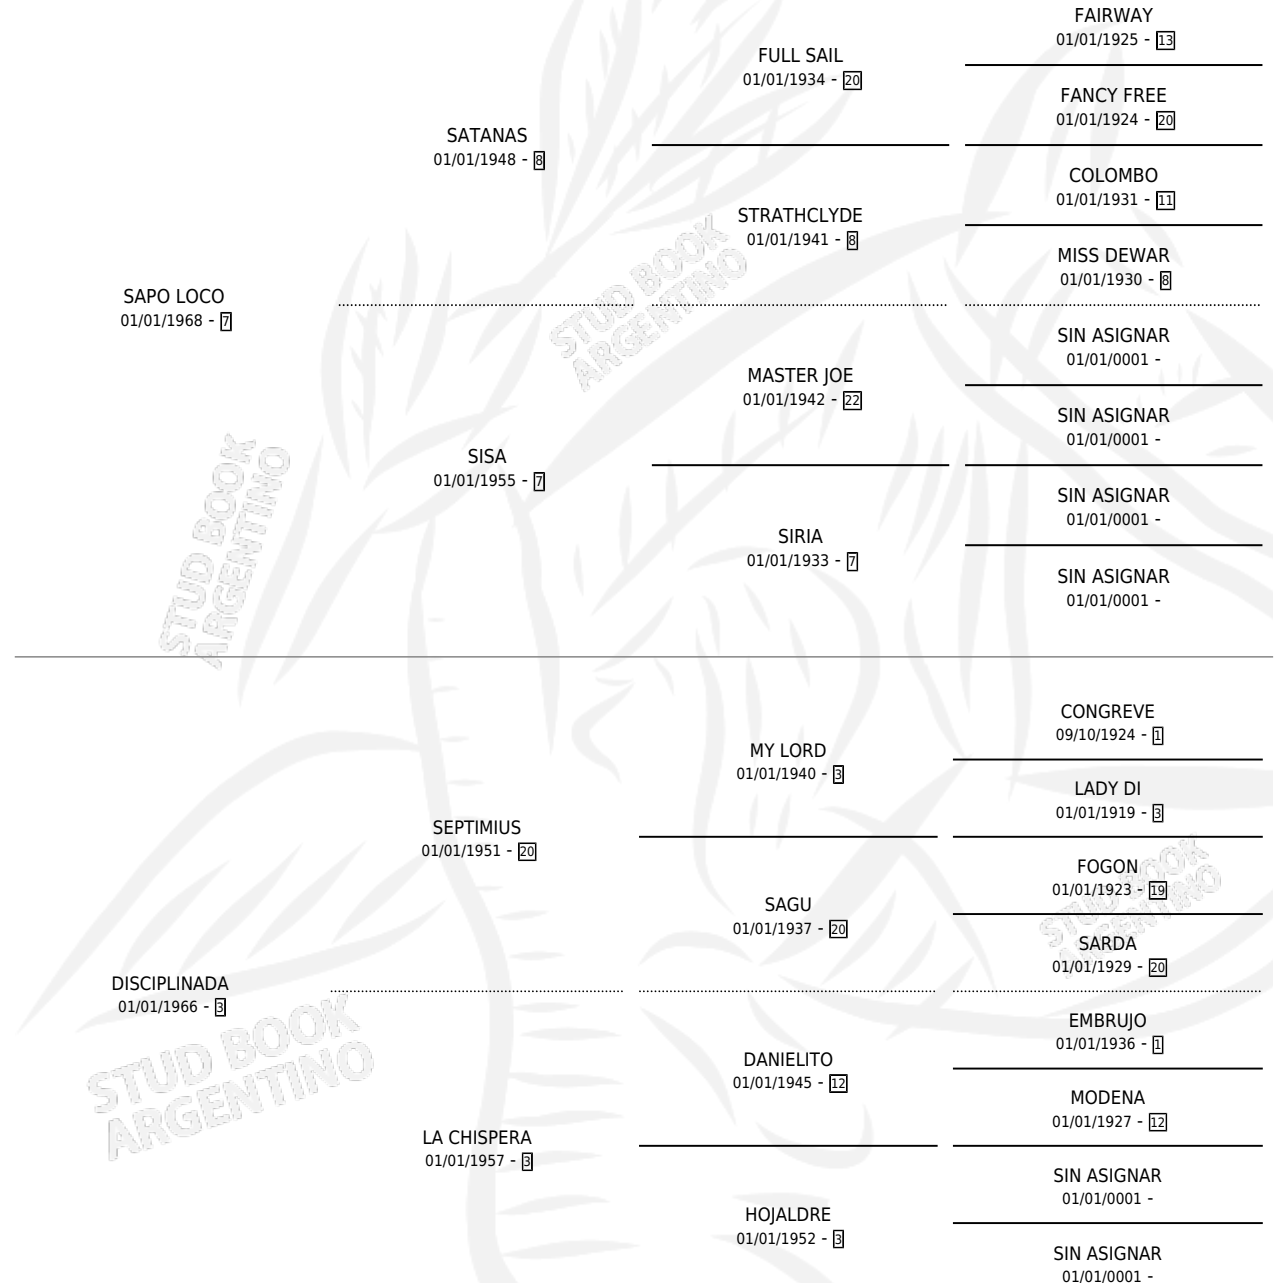 FAIRWAY
01/01/1925 - 13
FULL SAIL
01/01/1934 - 20
FANCY FREE
01/01/1924 - 20
SATANAS
01/01/1948 - 8
COLOMBO
01/01/1931 - 11
STRATHCLYDE
01/01/1941 - 8
MISS DEWAR
01/01/1930 - 8
SAPO LOCO
01/01/1968 - 7
STUD BOOK
ARGENTINO
SIN ASIGNAR
01/01/0001 -
MASTER JOE
01/01/1942 - 22
SIN ASIGNAR
01/01/0001 -
SISA
01/01/1955 - 7
SIN ASIGNAR
01/01/0001 -
SIRIA
01/01/1933 - 7
SIN ASIGNAR
01/01/0001 -
STUD BOOK
ARGENTINO
CONGREVE
09/10/1924 - 1
MY LORD
01/01/1940 - 3
LADY DI
01/01/1919 - 3
SEPTIMIUS
01/01/1951 - 20
FOGON
01/01/1923 - 19
SAGU
01/01/1937 - 20
STUD BOOK
ARGENTINO
SARDA
01/01/1929 - 20
DISCIPLINADA
01/01/1966 - 3
EMBRUJO
01/01/1936 - 1
DANIELITO
01/01/1945 - 12
STUD BOOK
ARGENTINO
MODENA
01/01/1927 - 12
LA CHISPERA
01/01/1957 - 3
SIN ASIGNAR
01/01/0001 -
HOJALDRE
01/01/1952 - 3
SIN ASIGNAR
01/01/0001 -